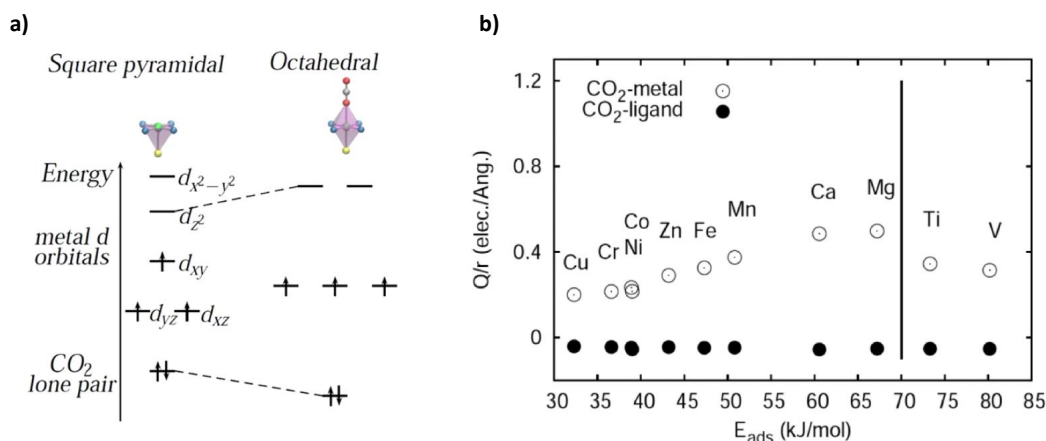 a)
Square pyramidal
Octahedral
Energy
dx²−y²
dz²
metal d
orbitals
dxy
dyz
dxz
CO₂
lone pair
b)
Q/r (elec./Ang.)
1.2
0.8
0.4
0
CO₂-metal
CO₂-ligand
Cu
Cr
Co
Ni
Zn
Fe
Mn
Ca
Mg
Ti
V
30 35 40 45 50 55 60 65 70 75 80 85
Eads (kJ/mol)